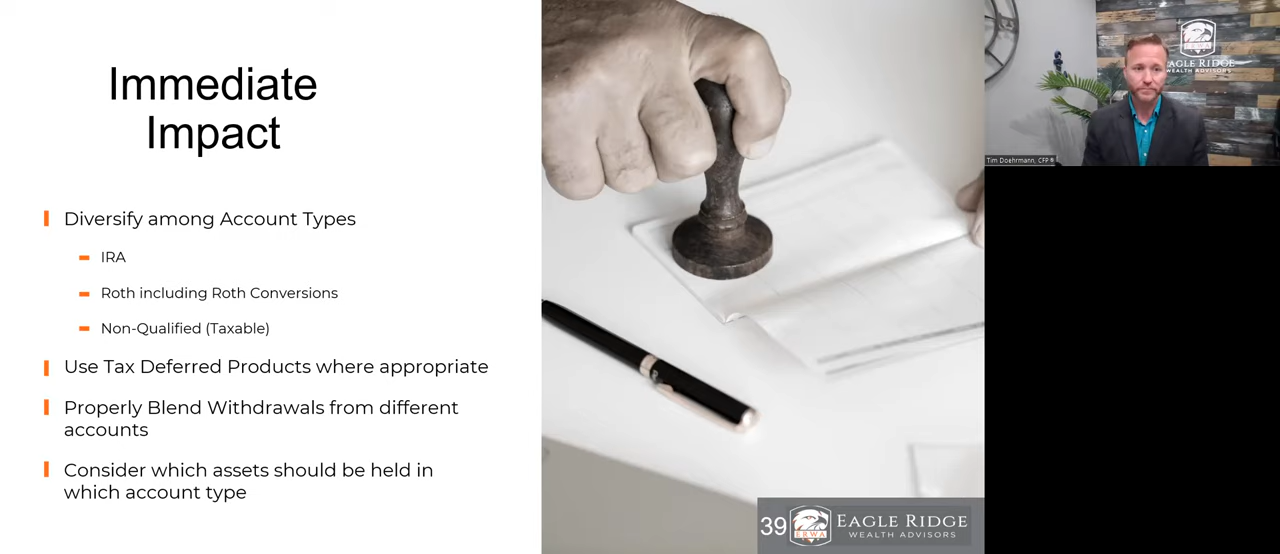 Immediate
Impact
Diversify among Account Types
IRA
Roth including Roth Conversions
Non-Qualified (Taxable)
Use Tax Deferred Products where appropriate
Properly Blend Withdrawals from different
accounts
Consider which assets should be held in
which account type
39
ERWA
EAGLE RIDGE
WEALTH ADVISORS
ERWA
EAGLE RIDGE
WEALTH ADVISORS
Tim Doehrmann, CFP®